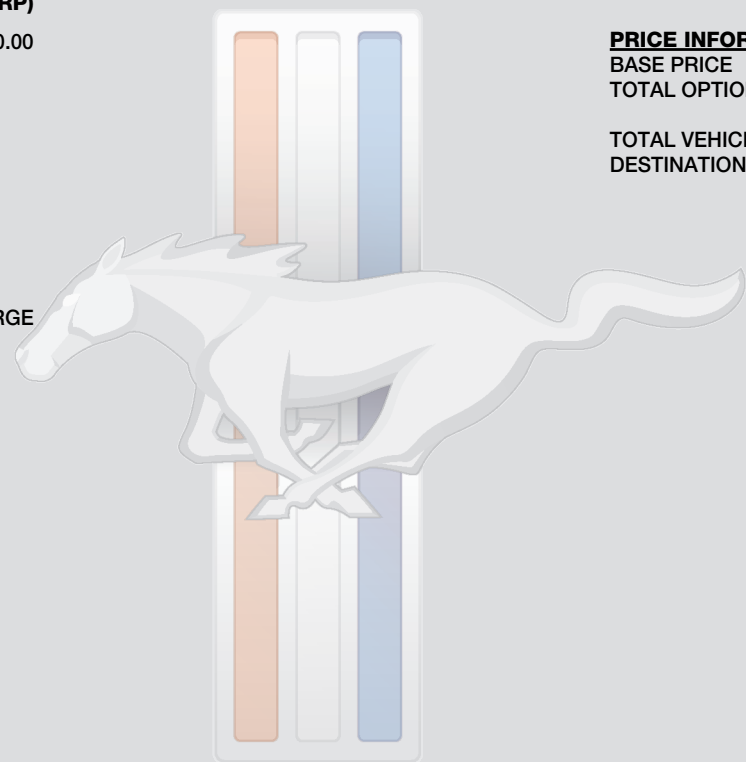 RP)
0.00
RGE
PRICE INFOR
BASE PRICE
TOTAL OPTIO
TOTAL VEHICL
DESTINATION